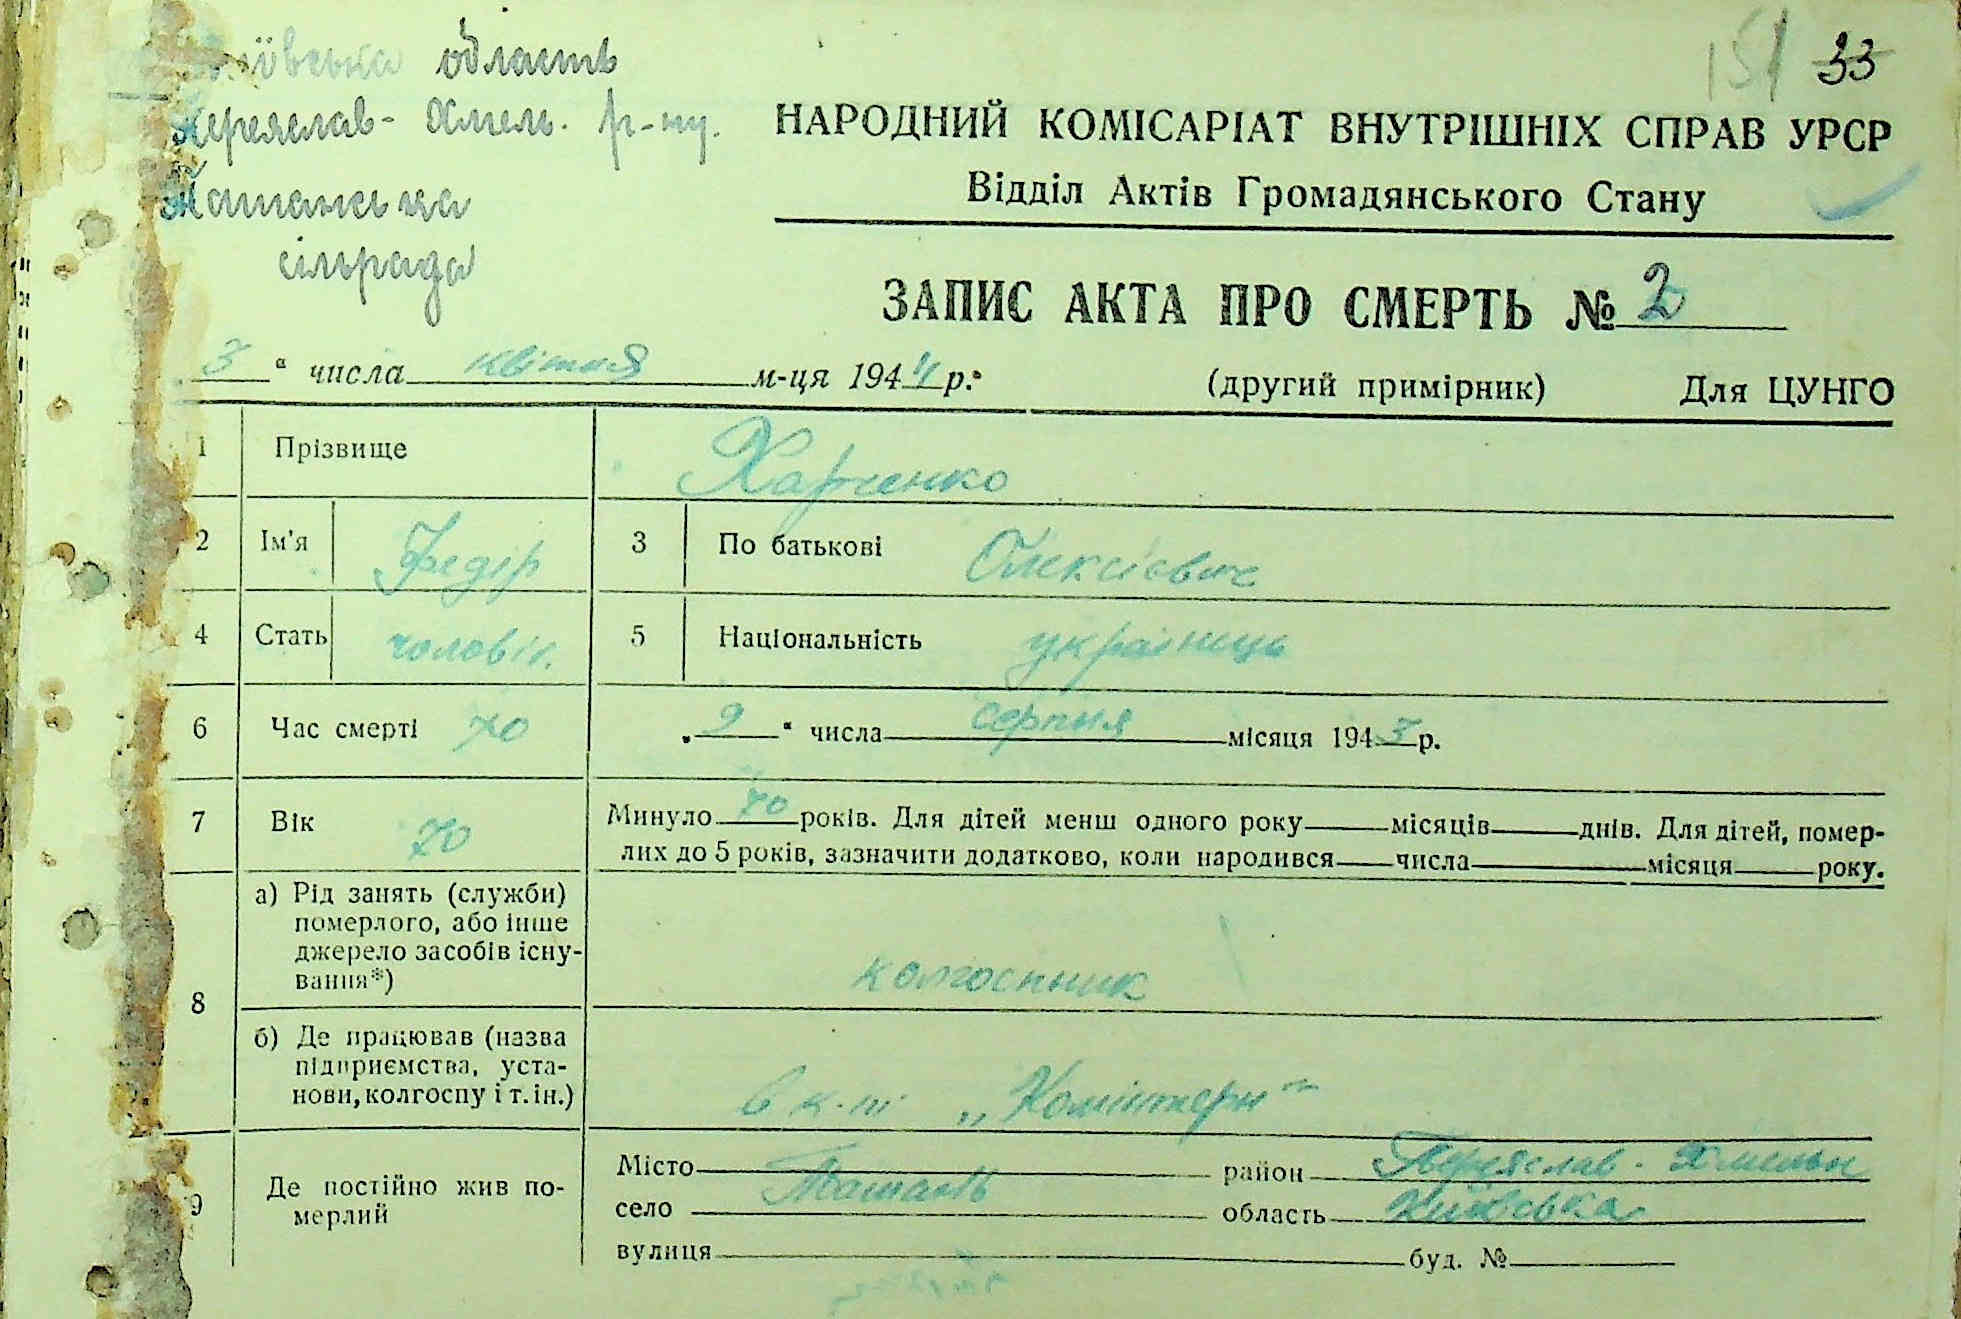 Київська область
Переяслав- Хмель. р-ну.
Ташанська
сільрада
151 33
НАРОДНИЙ КОМІСАРІАТ ВНУТРІШНІХ СПРАВ УРСР
Відділ Актів Громадянського Стану
ЗАПИС АКТА ПРО СМЕРТЬ № 2
3 " числа квітня м-ця 1944 р.
(другий примірник) Для ЦУНГО
1 Прізвище Харченко
2 Ім'я Федір 3 По батькові Олексієвич
4 Стать чоловіч. 5 Національність українець
6 Час смерті 70 „ 9 " числа серпня місяця 1943 р.
7 Вік 70 Минуло 70 років. Для дітей менш одного року місяців днів. Для дітей, помер-
лих до 5 років, зазначити додатково, коли народився числа місяця року.
8 а) Рід занять (служби)
померлого, або інше
джерело засобів існу-
вання*) колгоспник
б) Де працював (назва
підприємства, уста-
нови, колгоспу і т. ін.) в к-пі „Комінтерн"
9 Де постійно жив по-
мерлий
Місто район Переяслав-Хмельн
село Ташань область Київська
вулиця буд. №